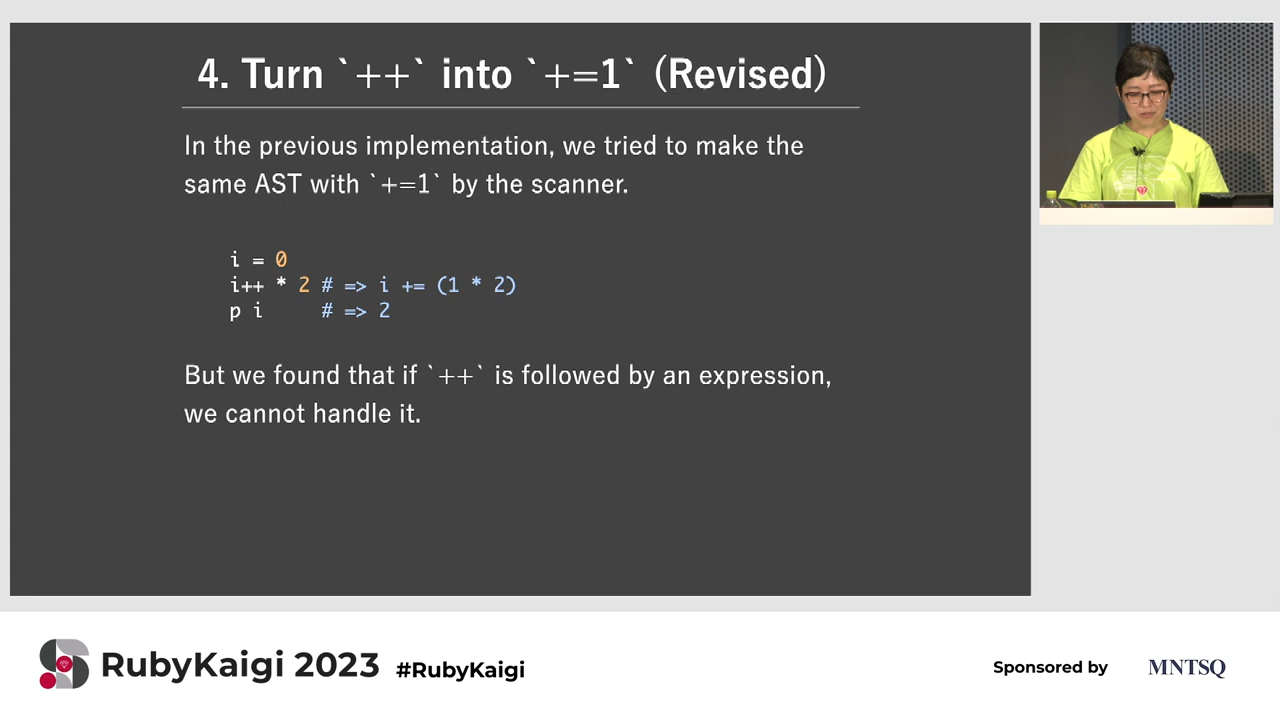 4. Turn `++` into `+=1` (Revised)
In the previous implementation, we tried to make the
same AST with `+=1` by the scanner.
i = 0
i++ * 2 # => i += (1 * 2)
p i     # => 2
But we found that if `++` is followed by an expression,
we cannot handle it.
RubyKaigi 2023 #RubyKaigi
Sponsored by MNTSQ